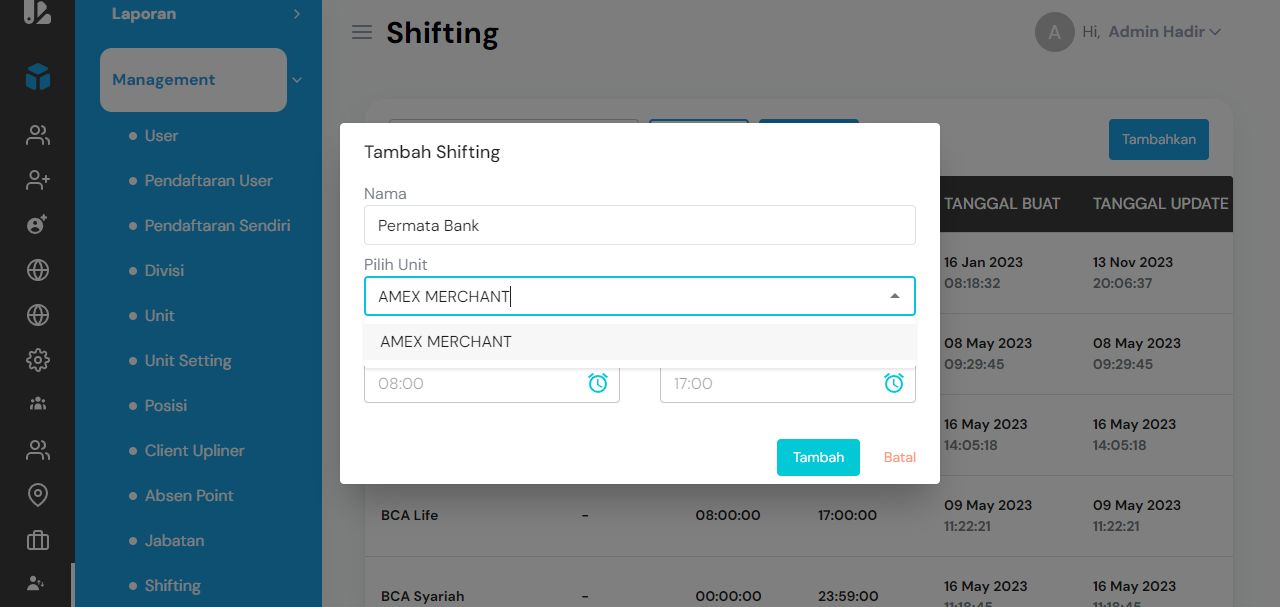 Laporan
Shifting
A
Hi, Admin Hadir
Management
User
Pendaftaran User
Pendaftaran Sendiri
Divisi
Unit
Unit Setting
Posisi
Client Upliner
Absen Point
Jabatan
Shifting
Tambahkan
Tambah Shifting
Nama
Permata Bank
Pilih Unit
AMEX MERCHANT
AMEX MERCHANT
08:00 17:00
Tambah Batal
TANGGAL BUAT TANGGAL UPDATE
16 Jan 2023 13 Nov 2023
08:18:32 20:06:37
08 May 2023 08 May 2023
09:29:45 09:29:45
16 May 2023 16 May 2023
14:05:18 14:05:18
BCA Life - 08:00:00 17:00:00 09 May 2023 09 May 2023
11:22:21 11:22:21
BCA Syariah - 00:00:00 23:59:00 16 May 2023 16 May 2023
11:18:45 11:18:45